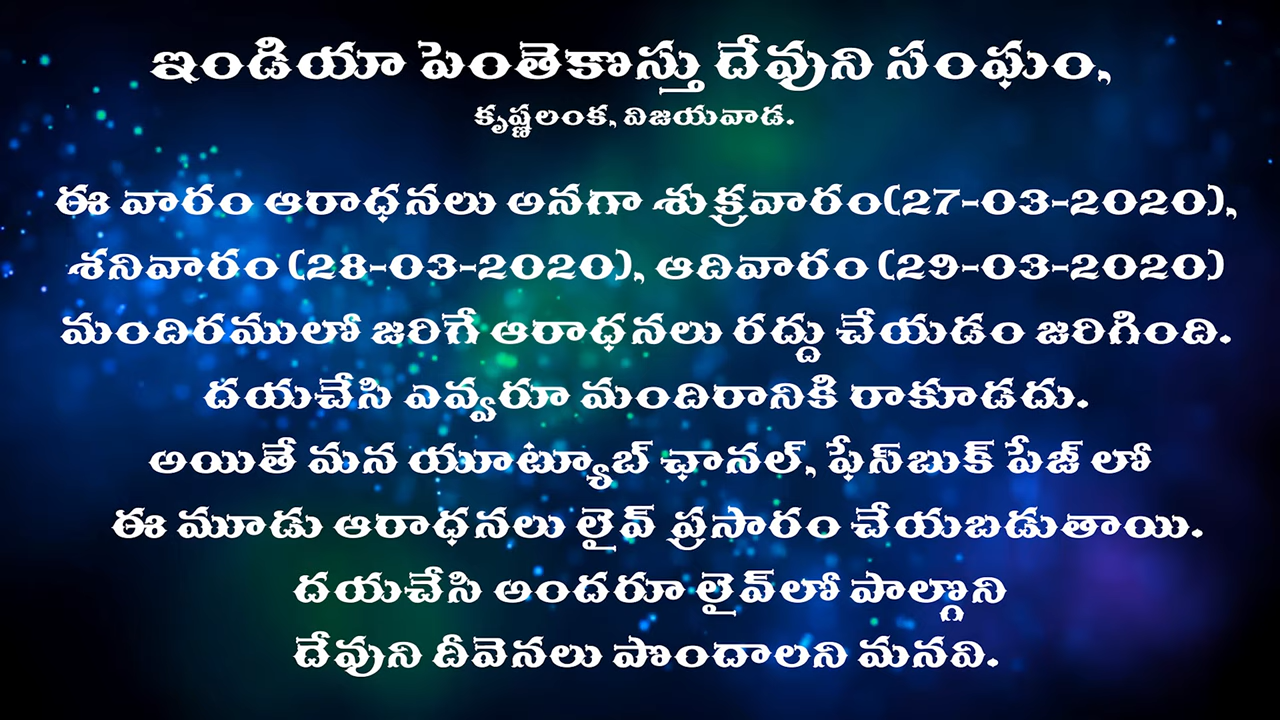 ఇండియా పెంతెకొస్తు దేవుని సంఘం,
కృష్ణలంక, విజయవాడ.
ఈ వారం ఆరాధనలు అనగా శుక్రవారం(27-03-2020),
శనివారం (28-03-2020), ఆదివారం (29-03-2020)
మందిరములో జరిగే ఆరాధనలు రద్దు చేయడం జరిగింది.
దయచేసి ఎవ్వరూ మందిరానికి రాకూడదు.
అయితే మన యూట్యూబ్ ఛానల్, ఫేస్‌బుక్ పేజ్ లో
ఈ మూడు ఆరాధనలు లైవ్ ప్రసారం చేయబడుతాయి.
దయచేసి అందరూ లైవ్‌లో పాల్గొని
దేవుని దీవెనలు పొందాలని మనవి.